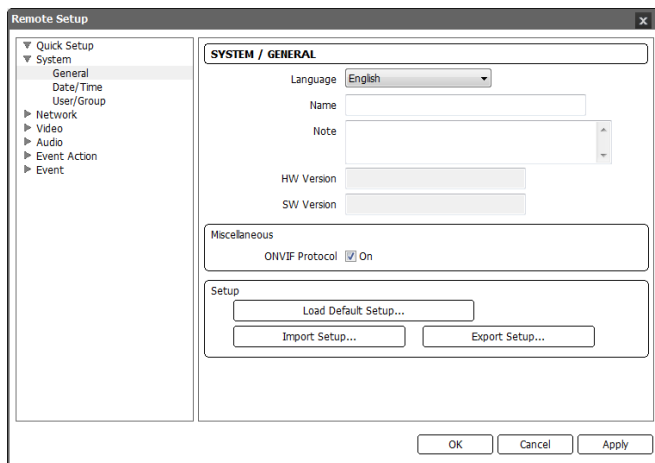 Remote Setup
Quick Setup
System
General
Date/Time
User/Group
Network
Video
Audio
Event Action
Event
SYSTEM / GENERAL
Language English
Name
Note
HW Version
SW Version
Miscellaneous
ONVIF Protocol On
Setup
Load Default Setup...
Import Setup... Export Setup...
OK Cancel Apply